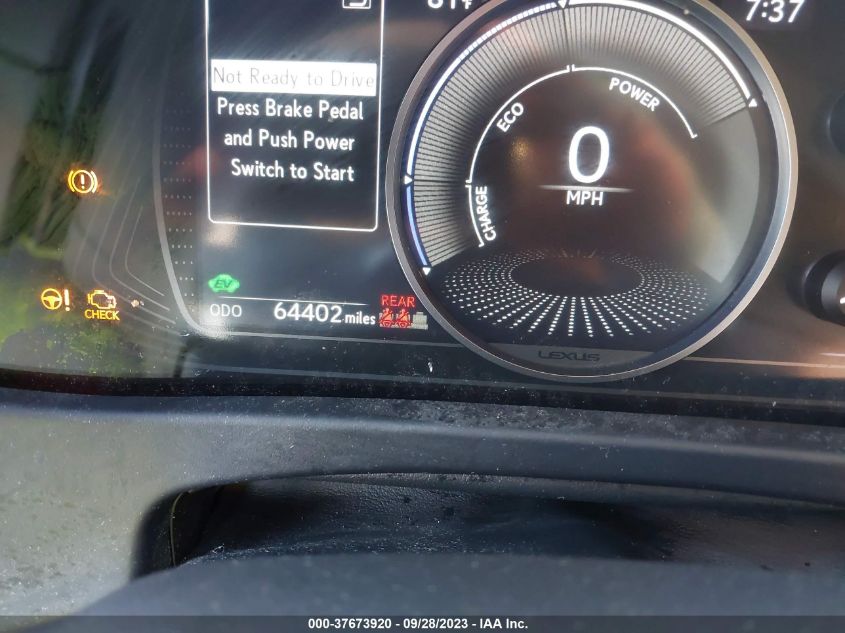 7:37
Not Ready to Drive
Press Brake Pedal
and Push Power
Switch to Start
ECO
POWER
CHARGE
0
MPH
EV
CHECK
ODO 64402 miles
REAR
LEXUS
000-37673920 - 09/28/2023 - IAA Inc.